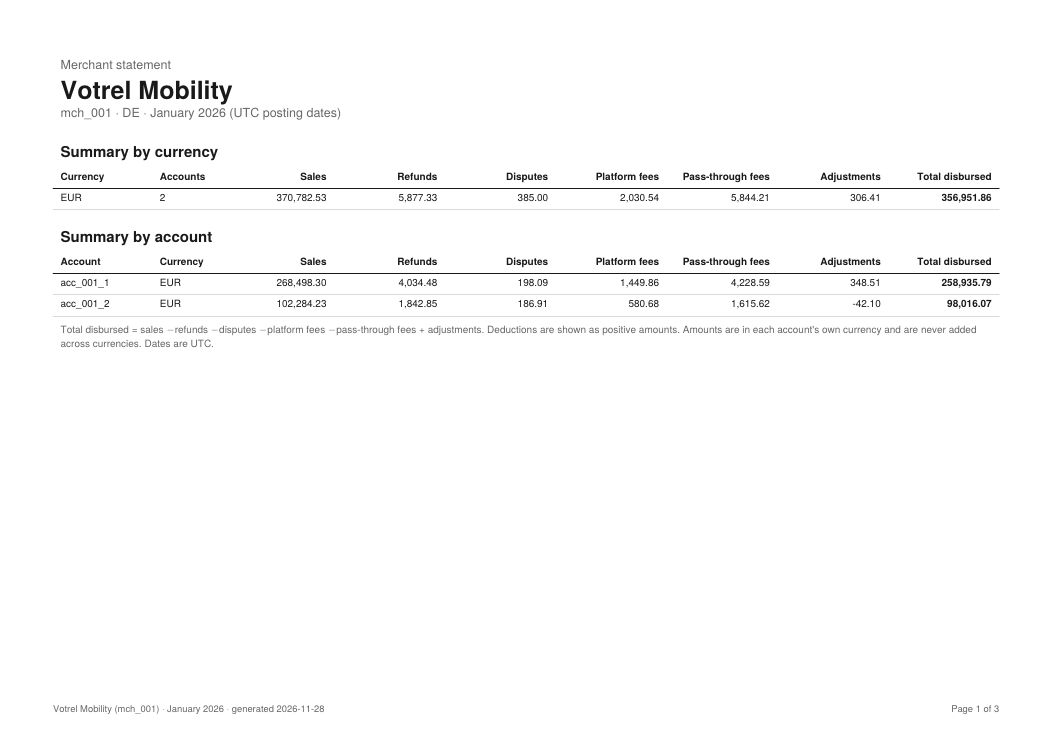 Merchant statement
Votrel Mobility
mch_001 · DE · January 2026 (UTC posting dates)
Summary by currency
Currency Accounts Sales Refunds Disputes Platform fees Pass-through fees Adjustments Total disbursed
EUR 2 370,782.53 5,877.33 385.00 2,030.54 5,844.21 306.41 356,951.86
Summary by account
Account Currency Sales Refunds Disputes Platform fees Pass-through fees Adjustments Total disbursed
acc_001_1 EUR 268,498.30 4,034.48 198.09 1,449.86 4,228.59 348.51 258,935.79
acc_001_2 EUR 102,284.23 1,842.85 186.91 580.68 1,615.62 -42.10 98,016.07
Total disbursed = sales −refunds −disputes −platform fees −pass-through fees + adjustments. Deductions are shown as positive amounts. Amounts are in each account's own currency and are never added
across currencies. Dates are UTC.
Votrel Mobility (mch_001) · January 2026 · generated 2026-11-28 Page 1 of 3